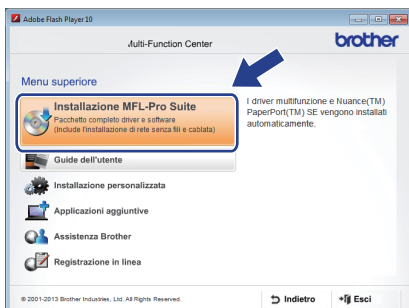 Adobe Flash Player 10
Multi-Function Center
brother
Menu superiore
Installazione MFL-Pro Suite
Pacchetto completo driver e software
(Include l'installazione di rete senza fili e cablata)
I driver multifunzione e Nuance(TM)
PaperPort(TM) SE vengono installati
automaticamente.
Guide dell'utente
Installazione personalizzata
Applicazioni aggiuntive
Assistenza Brother
Registrazione in linea
© 2001-2013 Brother Industries, Ltd. All Rights Reserved.
Indietro
Esci